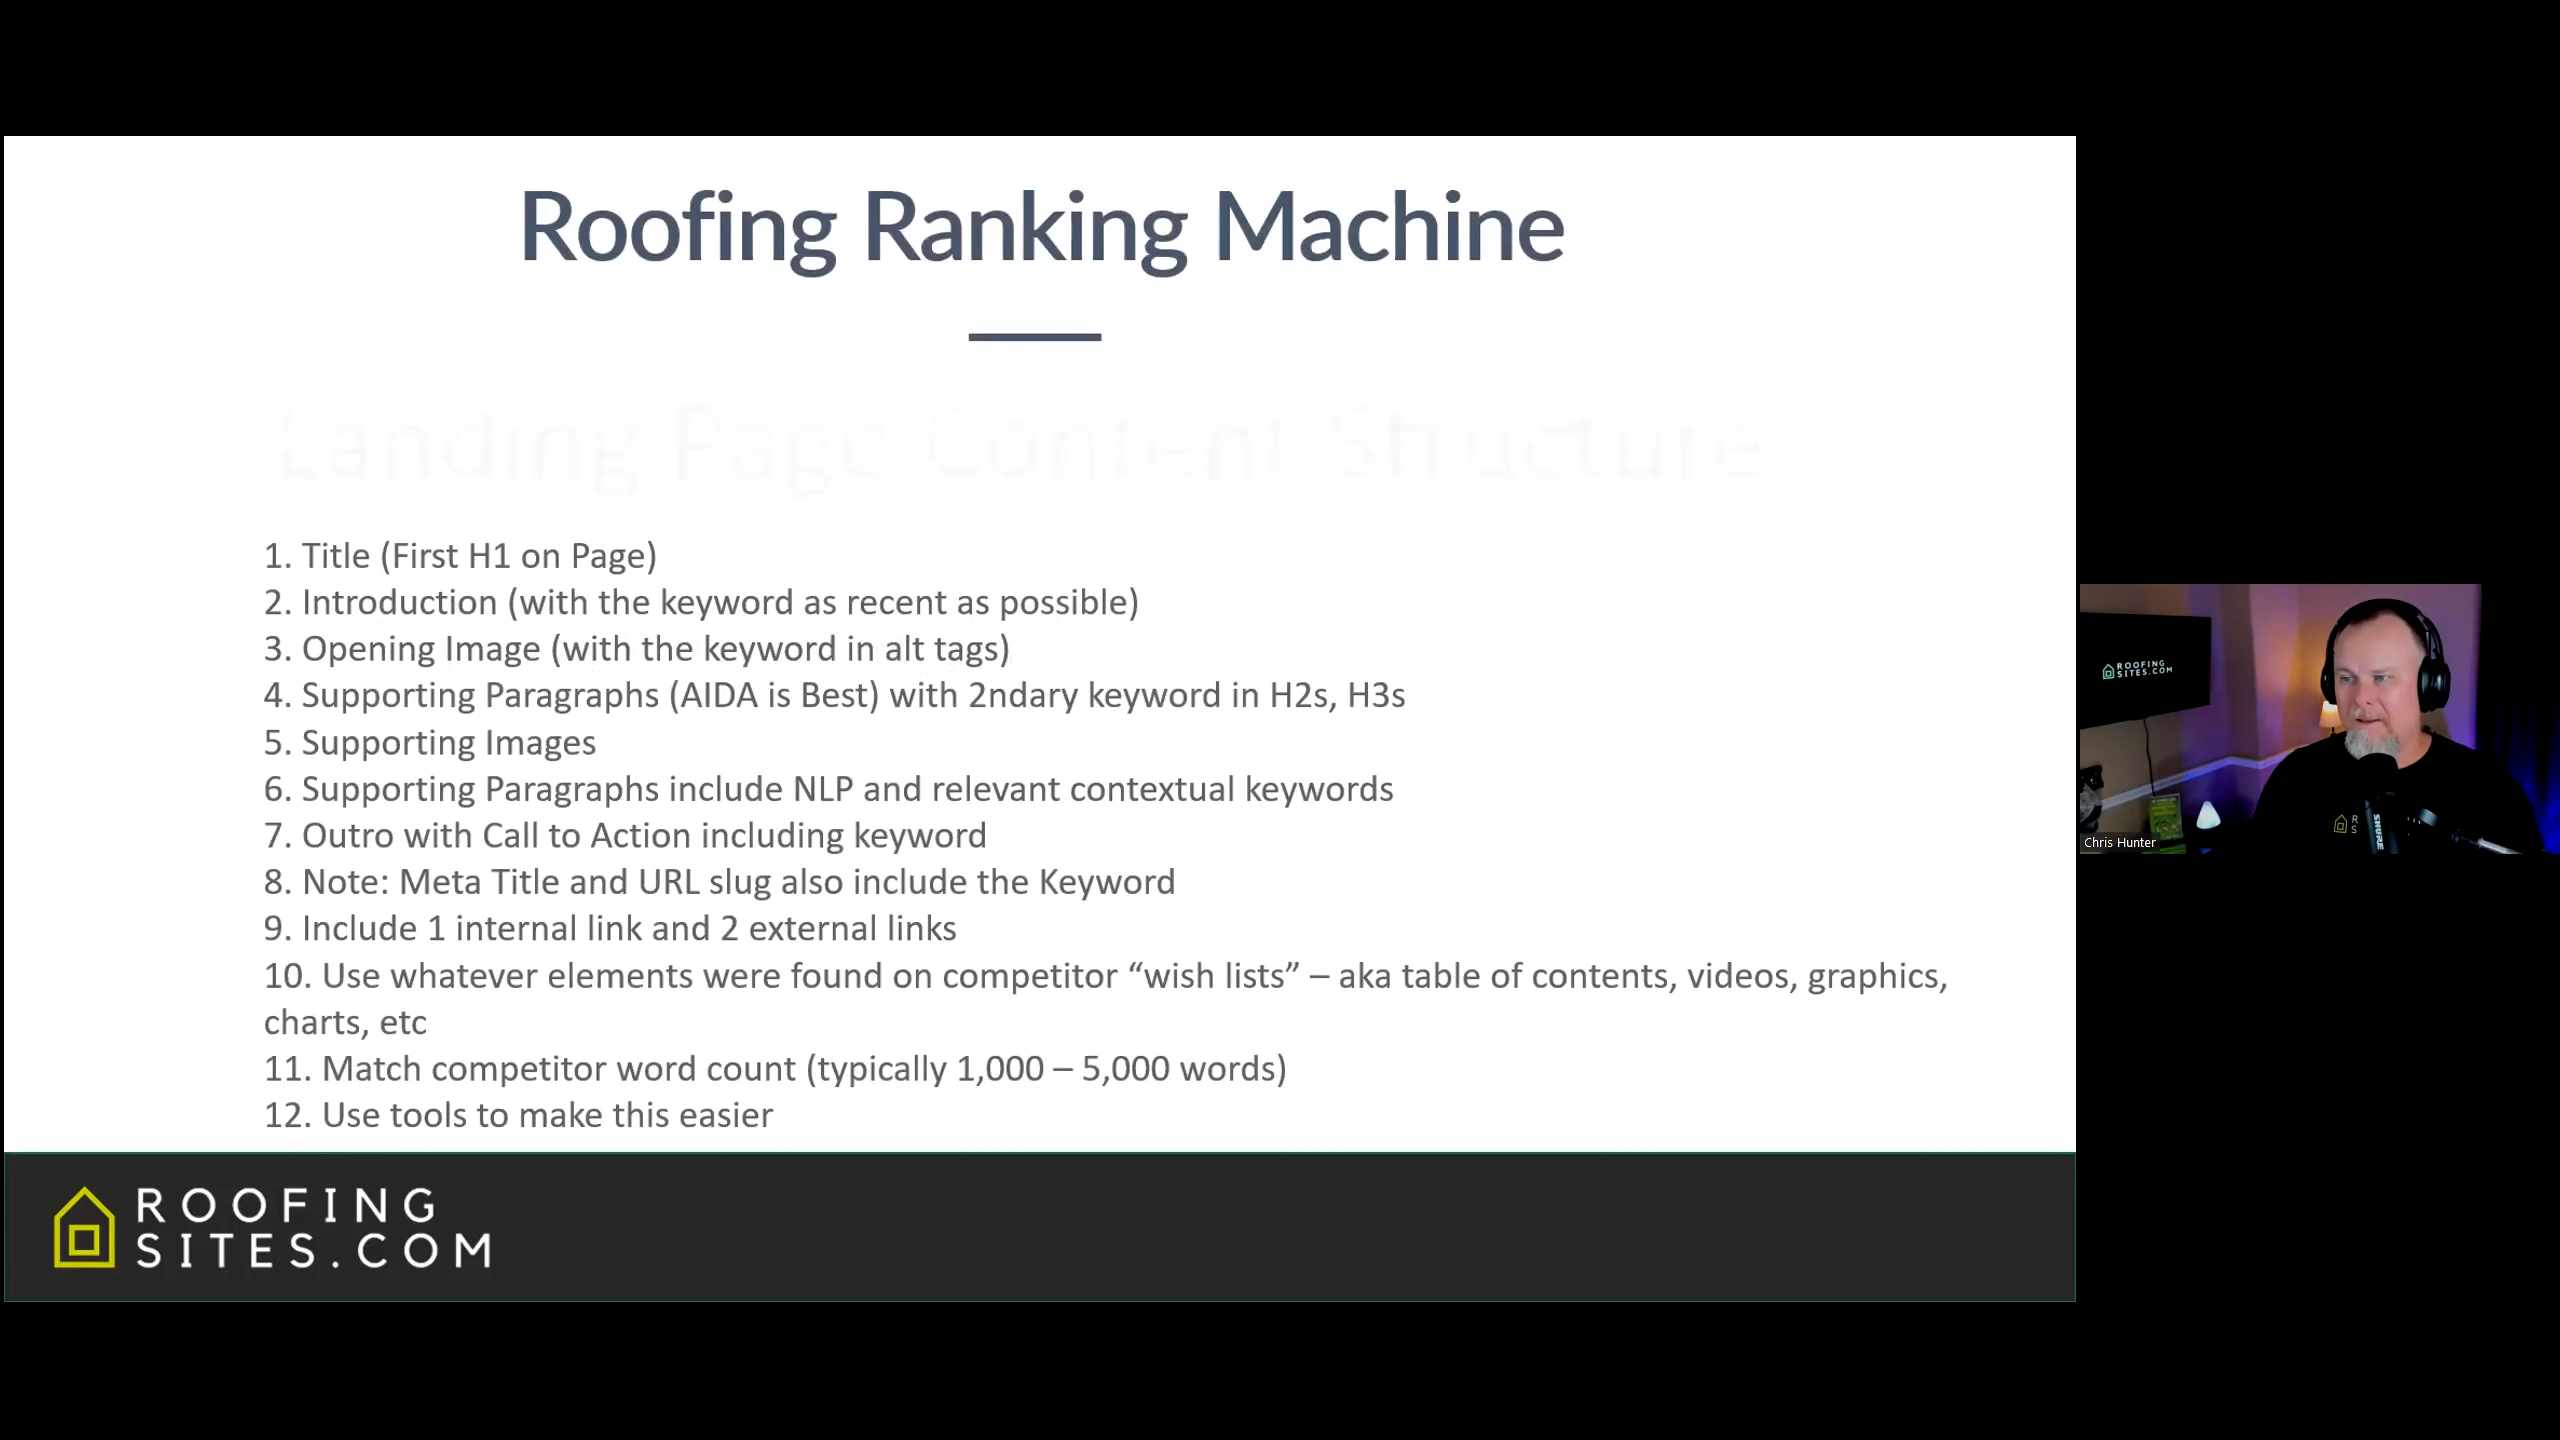 Roofing Ranking Machine
Landing Page Content Structure
1. Title (First H1 on Page)
2. Introduction (with the keyword as recent as possible)
3. Opening Image (with the keyword in alt tags)
4. Supporting Paragraphs (AIDA is Best) with 2ndary keyword in H2s, H3s
5. Supporting Images
6. Supporting Paragraphs include NLP and relevant contextual keywords
7. Outro with Call to Action including keyword
8. Note: Meta Title and URL slug also include the Keyword
9. Include 1 internal link and 2 external links
10. Use whatever elements were found on competitor “wish lists” – aka table of contents, videos, graphics,
charts, etc
11. Match competitor word count (typically 1,000 – 5,000 words)
12. Use tools to make this easier
ROOFING
SITES.COM
ROOFING
SITES.COM
SHURE
Chris Hunter